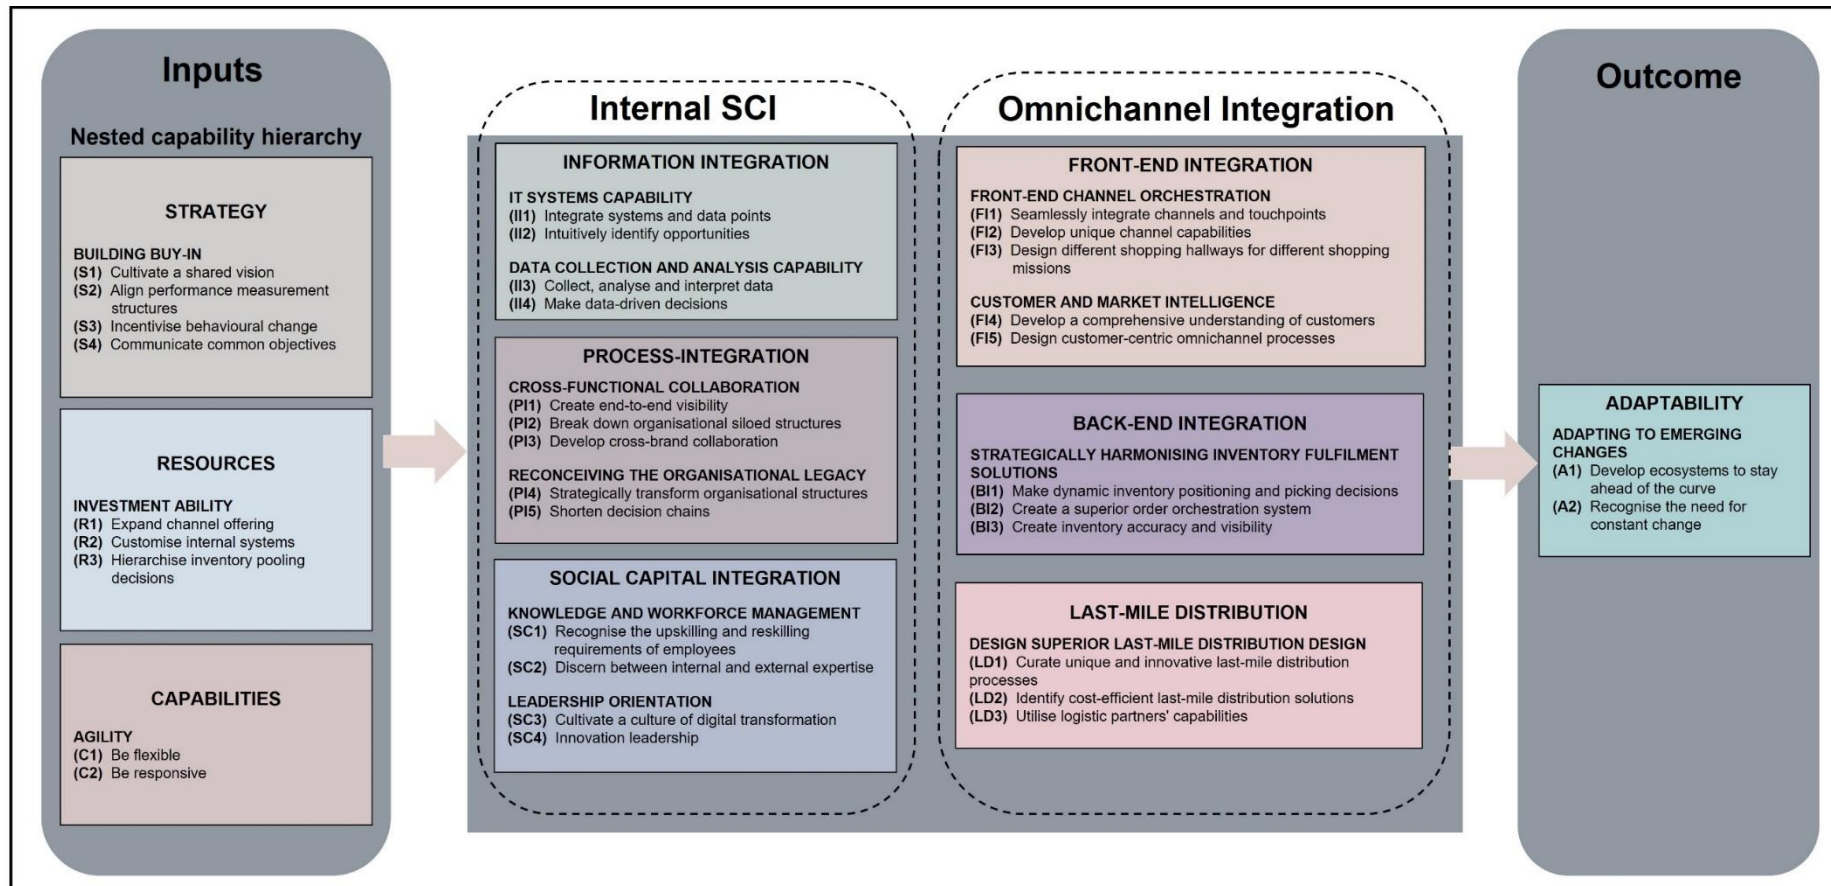 Inputs
Nested capability hierarchy
STRATEGY
BUILDING BUY-IN
(S1) Cultivate a shared vision
(S2) Align performance measurement
structures
(S3) Incentivise behavioural change
(S4) Communicate common objectives
RESOURCES
INVESTMENT ABILITY
(R1) Expand channel offering
(R2) Customise internal systems
(R3) Hierarchise inventory pooling
decisions
CAPABILITIES
AGILITY
(C1) Be flexible
(C2) Be responsive
Internal SCI
INFORMATION INTEGRATION
IT SYSTEMS CAPABILITY
(II1) Integrate systems and data points
(II2) Intuitively identify opportunities
DATA COLLECTION AND ANALYSIS CAPABILITY
(II3) Collect, analyse and interpret data
(II4) Make data-driven decisions
PROCESS-INTEGRATION
CROSS-FUNCTIONAL COLLABORATION
(PI1) Create end-to-end visibility
(PI2) Break down organisational siloed structures
(PI3) Develop cross-brand collaboration
RECONCEIVING THE ORGANISATIONAL LEGACY
(PI4) Strategically transform organisational structures
(PI5) Shorten decision chains
SOCIAL CAPITAL INTEGRATION
KNOWLEDGE AND WORKFORCE MANAGEMENT
(SC1) Recognise the upskilling and reskilling
requirements of employees
(SC2) Discern between internal and external expertise
LEADERSHIP ORIENTATION
(SC3) Cultivate a culture of digital transformation
(SC4) Innovation leadership
Omnichannel Integration
FRONT-END INTEGRATION
FRONT-END CHANNEL ORCHESTRATION
(FI1) Seamlessly integrate channels and touchpoints
(FI2) Develop unique channel capabilities
(FI3) Design different shopping hallways for different shopping
missions
CUSTOMER AND MARKET INTELLIGENCE
(FI4) Develop a comprehensive understanding of customers
(FI5) Design customer-centric omnichannel processes
BACK-END INTEGRATION
STRATEGICALLY HARMONISING INVENTORY FULFILMENT
SOLUTIONS
(BI1) Make dynamic inventory positioning and picking decisions
(BI2) Create a superior order orchestration system
(BI3) Create inventory accuracy and visibility
LAST-MILE DISTRIBUTION
DESIGN SUPERIOR LAST-MILE DISTRIBUTION DESIGN
(LD1) Curate unique and innovative last-mile distribution
processes
(LD2) Identify cost-efficient last-mile distribution solutions
(LD3) Utilise logistic partners' capabilities
Outcome
ADAPTABILITY
ADAPTING TO EMERGING
CHANGES
(A1) Develop ecosystems to stay
ahead of the curve
(A2) Recognise the need for
constant change